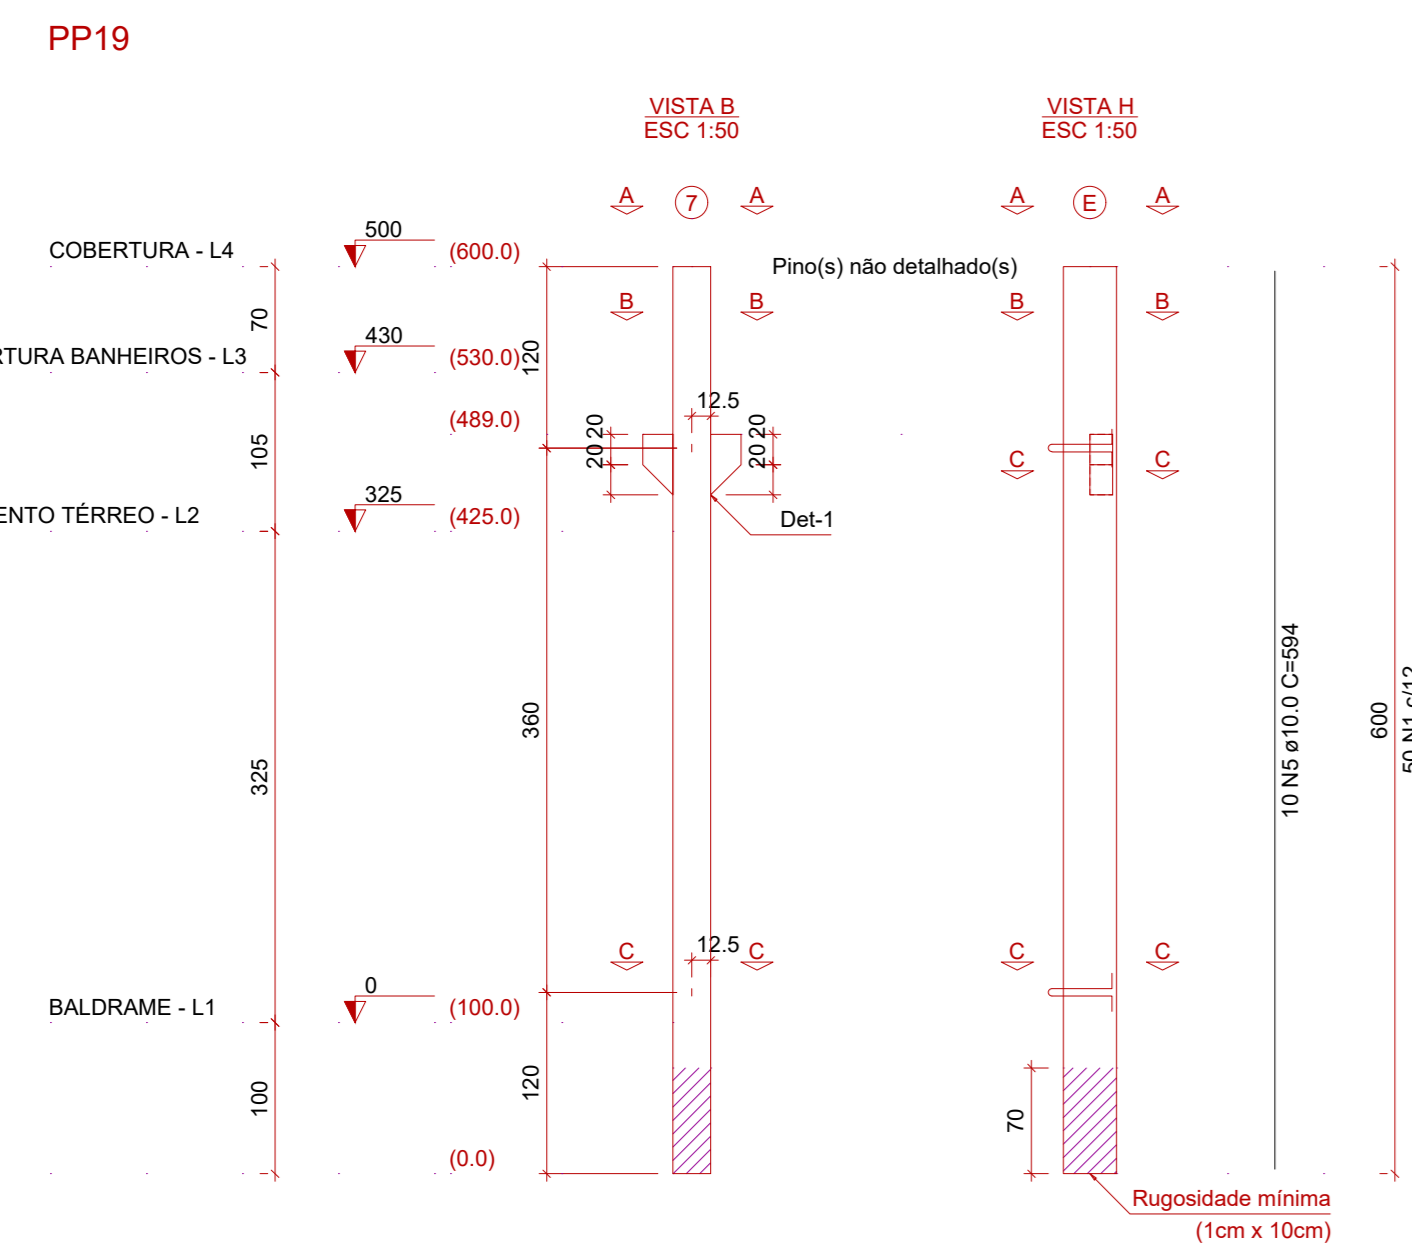 PP19
VISTA B
ESC 1:50
VISTA H
ESC 1:50
A
7
A
A
E
A
COBERTURA - L4
500
(600.0)
Pino(s) não detalhado(s)
B
B
B
B
70
RTURA BANHEIROS - L3
430
(530.0)
120
12.5
(489.0)
20
20
20
20
105
C
C
ENTO TÉRREO - L2
325
(425.0)
Det-1
10 N5 ø10.0 C=594
600
50 N1 c/12
360
325
C
12.5
C
C
C
BALDRAME - L1
0
(100.0)
100
120
70
(0.0)
Rugosidade mínima
(1cm x 10cm)